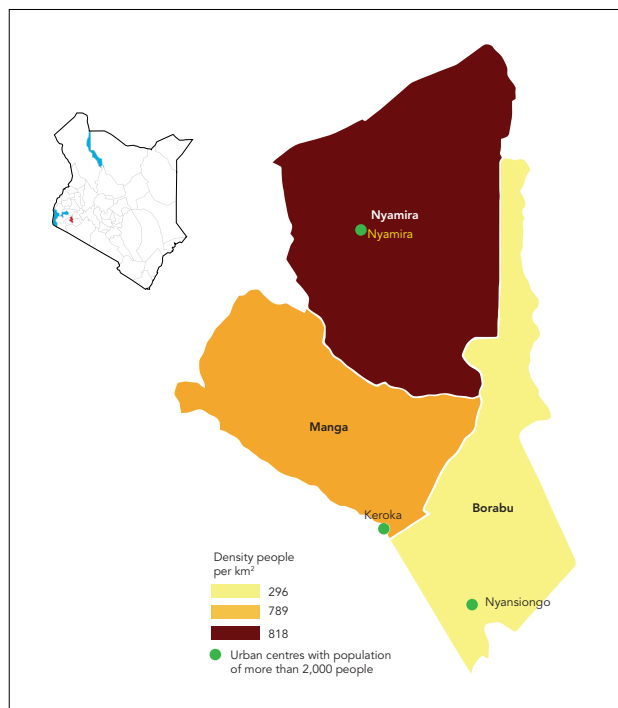 Nyamira
Nyamira
Manga
Keroka
Borabu
Nyansiongo
Density people
per km²
296
789
818
Urban centres with population
of more than 2,000 people